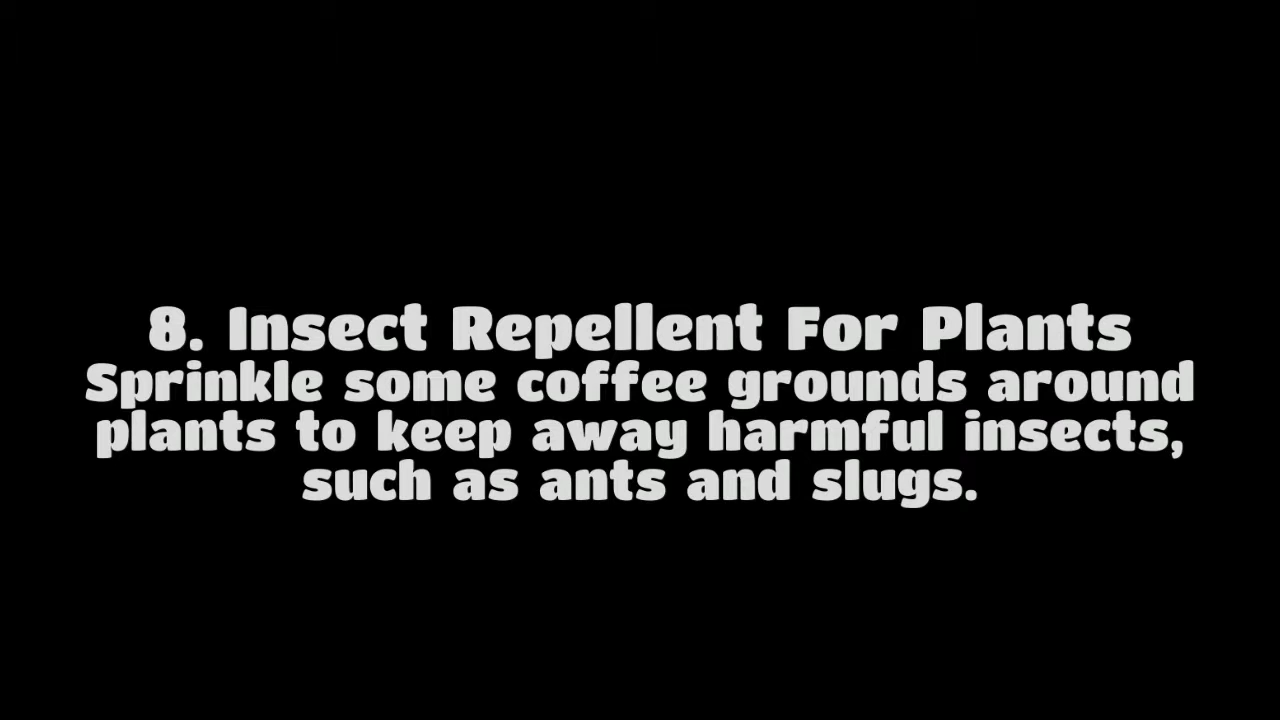 8. Insect Repellent For Plants
Sprinkle some coffee grounds around
plants to keep away harmful insects,
such as ants and slugs.